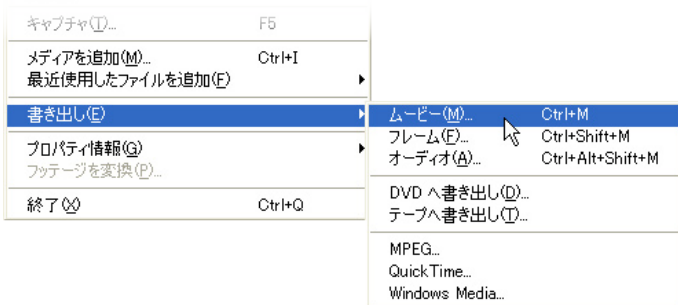 キャプチャ(T)... F5
メディアを追加(M)... Ctrl+I
最近使用したファイルを追加(F)
書き出し(E)
プロパティ情報(G)
フッテージを変換(P)...
終了(X) Ctrl+Q
ムービー(M)... Ctrl+M
フレーム(F)... Ctrl+Shift+M
オーディオ(A)... Ctrl+Alt+Shift+M
DVD へ書き出し(D)...
テープへ書き出し(T)...
MPEG...
QuickTime...
Windows Media...